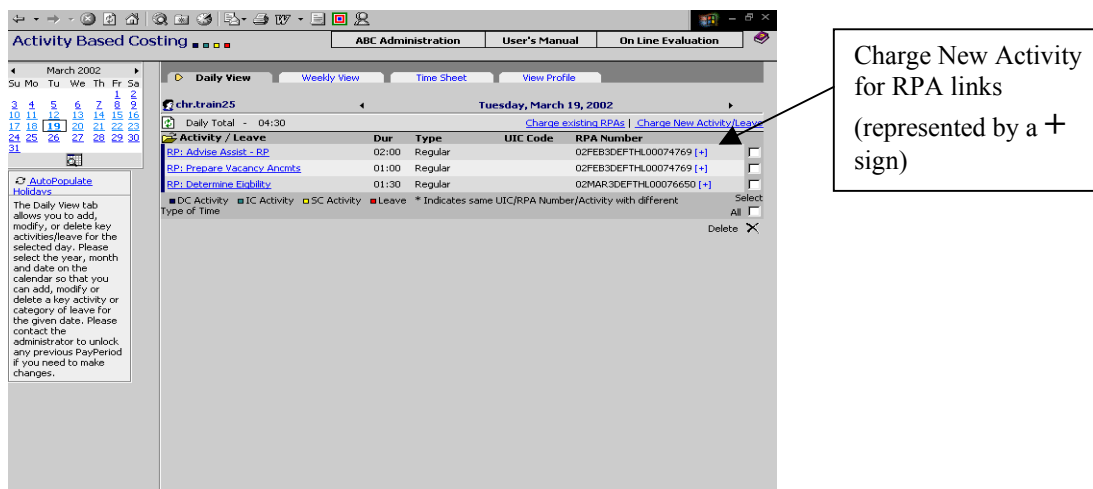 Activity Based Costing
ABC Administration
User's Manual
On Line Evaluation
March 2002
Su Mo Tu We Th Fr Sa
1 2
3 4 5 6 7 8 9
10 11 12 13 14 15 16
17 18 19 20 21 22 23
24 25 26 27 28 29 30
31
AutoPopulate
Holidays
The Daily View tab
allows you to add,
modify, or delete key
activities/leave for the
selected day. Please
select the year, month
and date on the
calendar so that you
can add, modify or
delete a key activity or
category of leave for
the given date. Please
contact the
administrator to unlock
any previous PayPeriod
if you need to make
changes.
Daily View
Weekly View
Time Sheet
View Profile
chr.train25
Tuesday, March 19, 2002
Daily Total - 04:30
Charge existing RPAs | Charge New Activity/Leave
Activity / Leave Dur Type UIC Code RPA Number
RP: Advise Assist - RP 02:00 Regular 02FEB3DEFTHL00074769 [+]
RP: Prepare Vacancy Ancmts 01:00 Regular 02FEB3DEFTHL00074769 [+]
RP: Determine Eigbility 01:30 Regular 02MAR3DEFTHL00076650 [+]
DC Activity IC Activity SC Activity Leave * Indicates same UIC/RPA Number/Activity with different
Type of Time
Select
All
Delete
Charge New Activity
for RPA links
(represented by a +
sign)